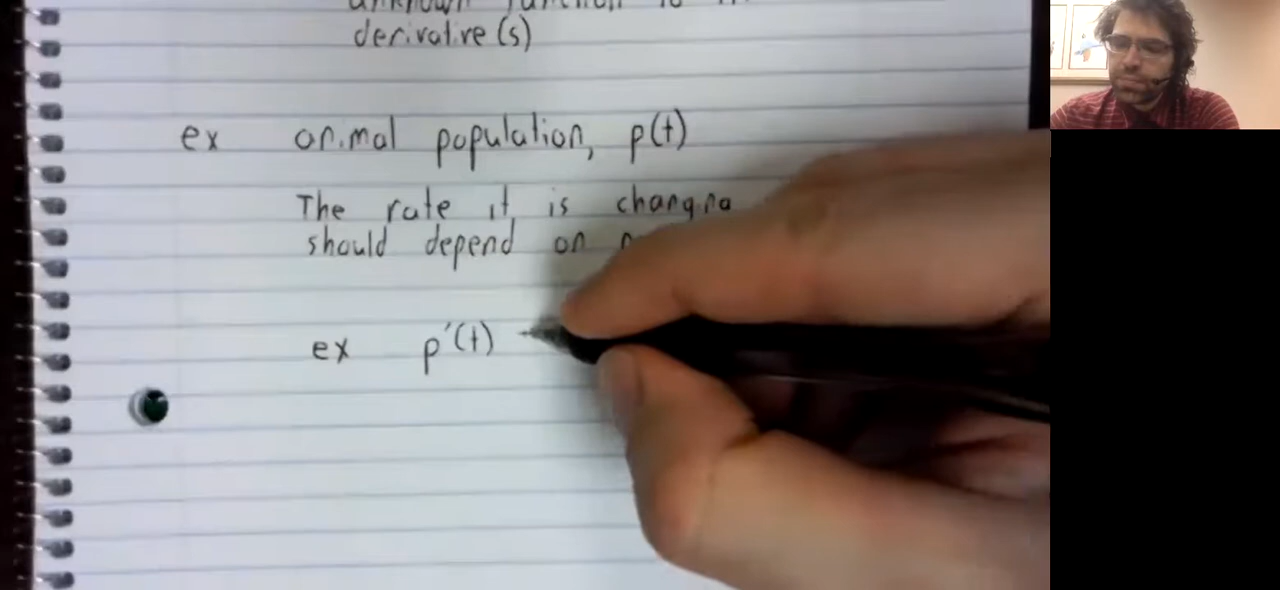 derivative(s)
ex animal population, p(t)
The rate it is changing
should depend on
ex p'(t)